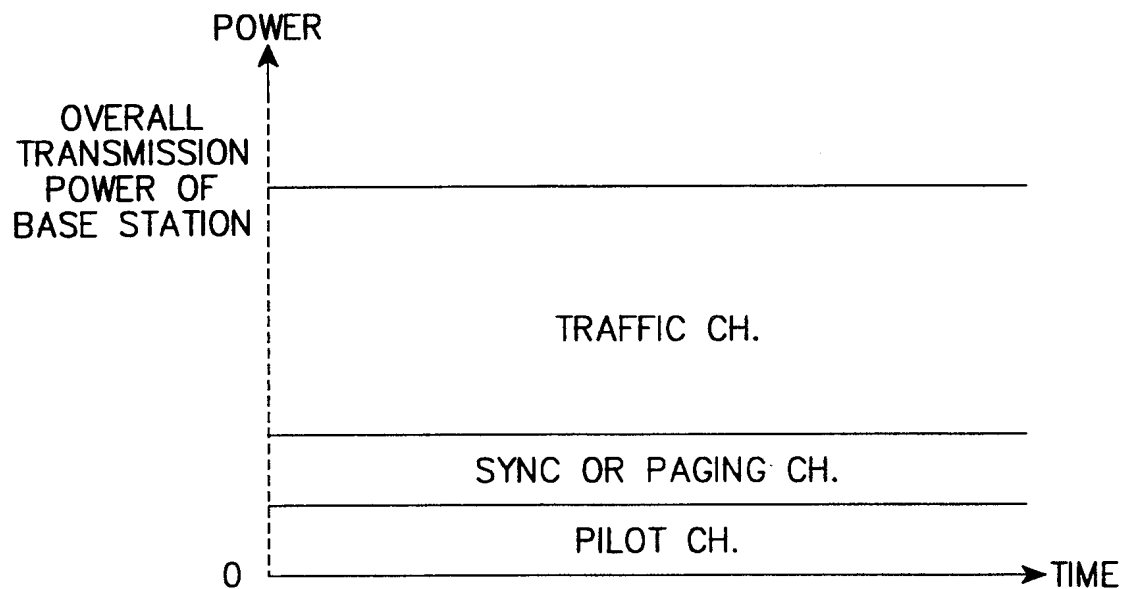 POWER
OVERALL
TRANSMISSION
POWER OF
BASE STATION
TRAFFIC CH.
SYNC OR PAGING CH.
PILOT CH.
0
TIME